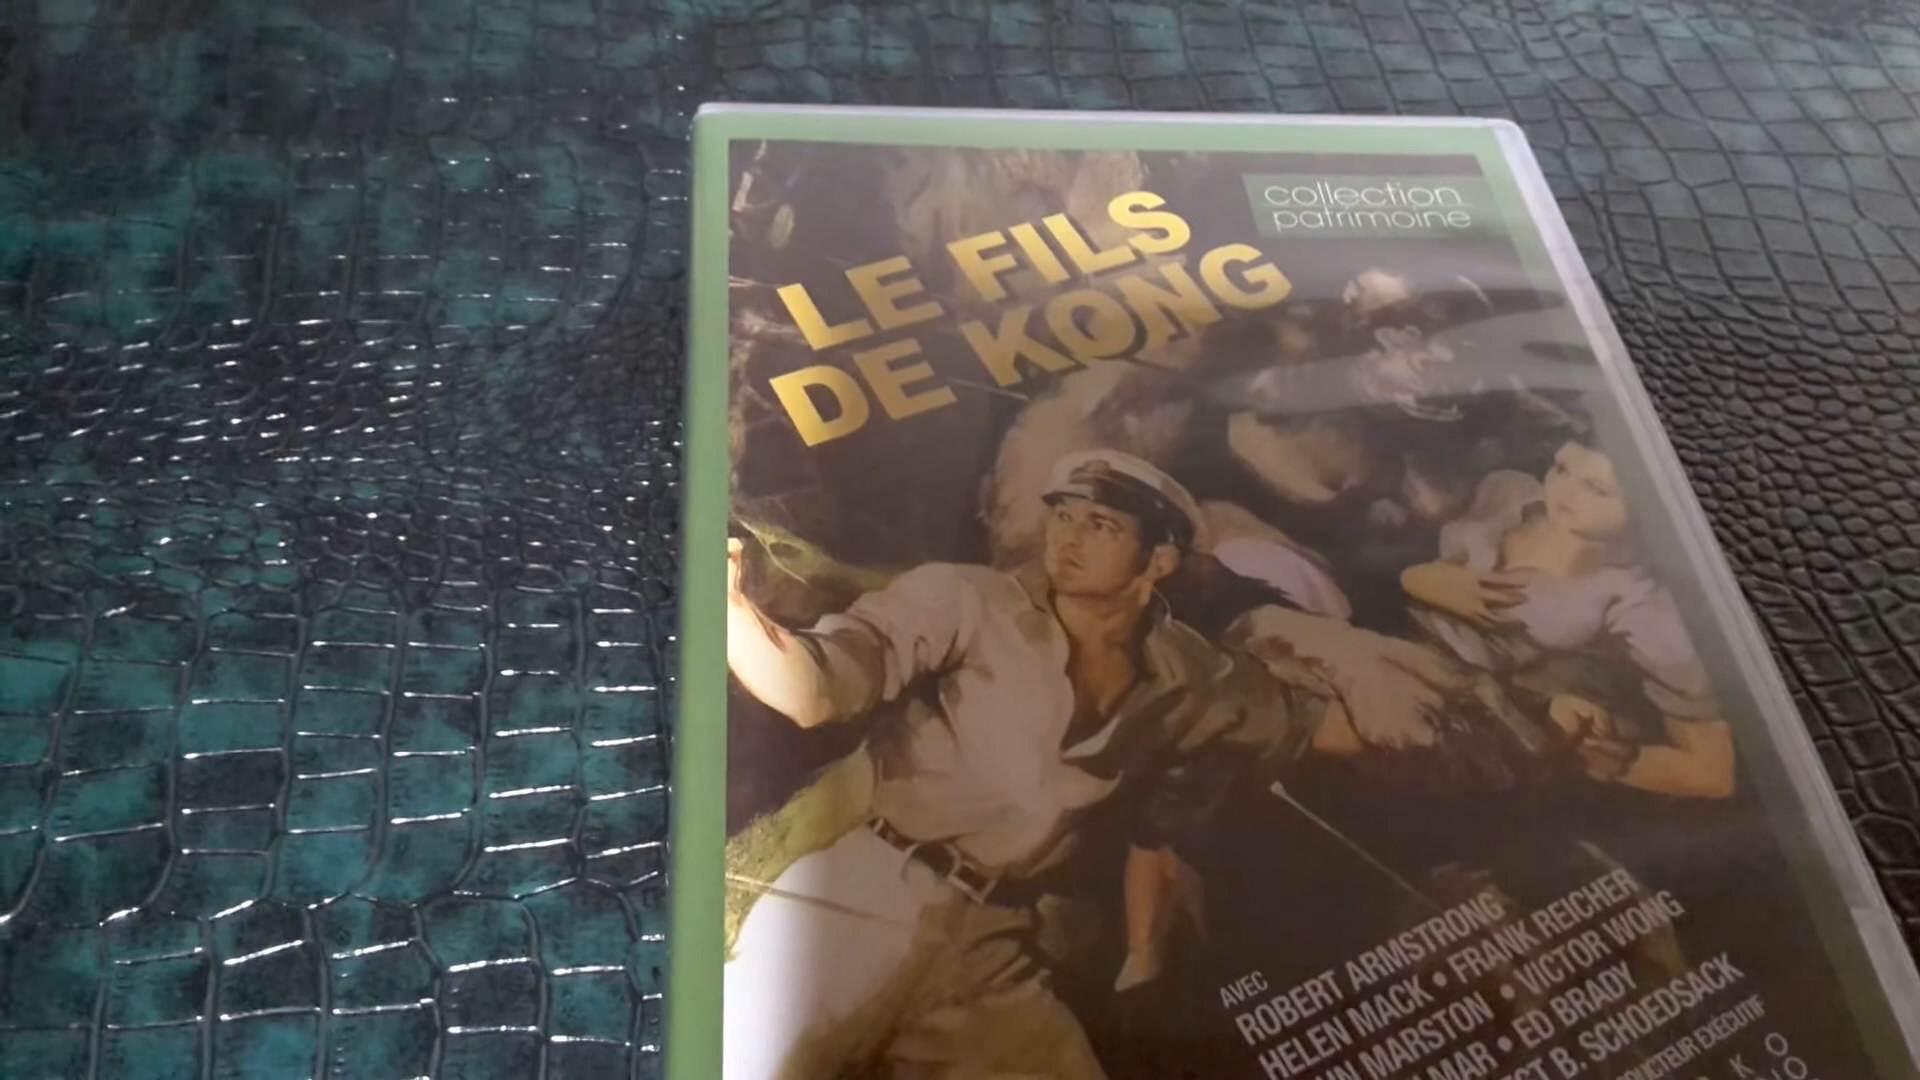 collection
patrimoine
LE FILS
DE KONG
AVEC
ROBERT ARMSTRONG
HELEN MACK • FRANK REICHER
MARSTON • VICTOR WONG
• ED BRADY
B. SCHOEDSACK
EXÉCUTIF